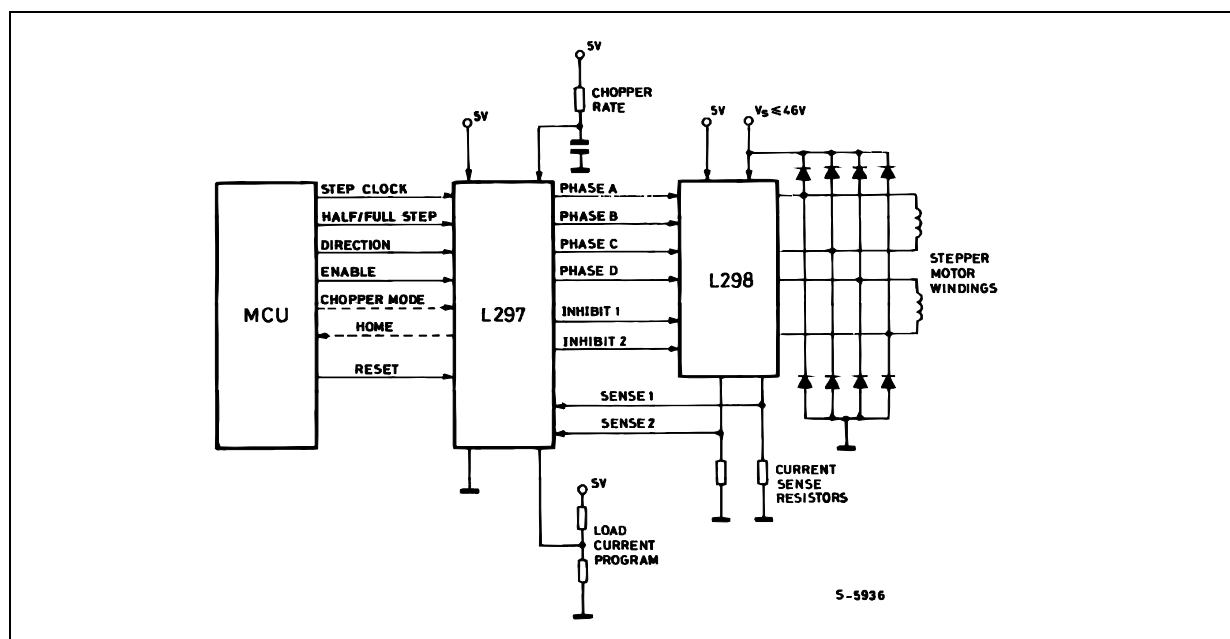 5V
CHOPPER
RATE
5V
5V
Vs ≤ 46V
STEP CLOCK
HALF/FULL STEP
DIRECTION
ENABLE
CHOPPER MODE
HOME
RESET
MCU
L297
PHASE A
PHASE B
PHASE C
PHASE D
INHIBIT 1
INHIBIT 2
SENSE 1
SENSE 2
L298
STEPPER
MOTOR
WINDINGS
CURRENT
SENSE
RESISTORS
5V
LOAD
CURRENT
PROGRAM
S-5936